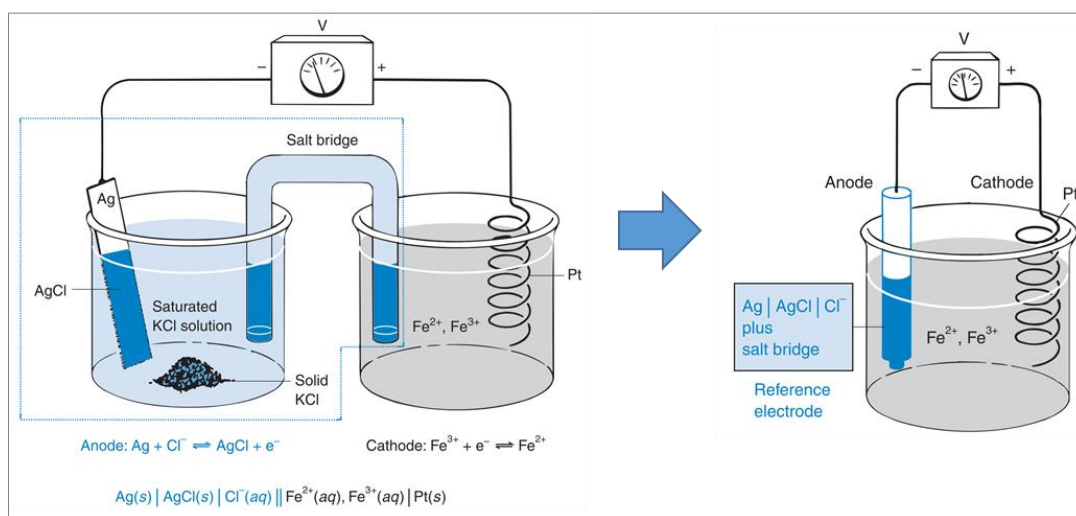 V
− +
Salt bridge
Ag
AgCl
Saturated
KCl solution
Solid
KCl
Fe²⁺, Fe³⁺
Pt
Anode: Ag + Cl⁻ ⇌ AgCl + e⁻
Cathode: Fe³⁺ + e⁻ ⇌ Fe²⁺
Ag(s) | AgCl(s) | Cl⁻(aq) || Fe²⁺(aq), Fe³⁺(aq) | Pt(s)
V
− +
Anode
Cathode
Pt
Ag | AgCl | Cl⁻
plus
salt bridge
Fe²⁺, Fe³⁺
Reference
electrode